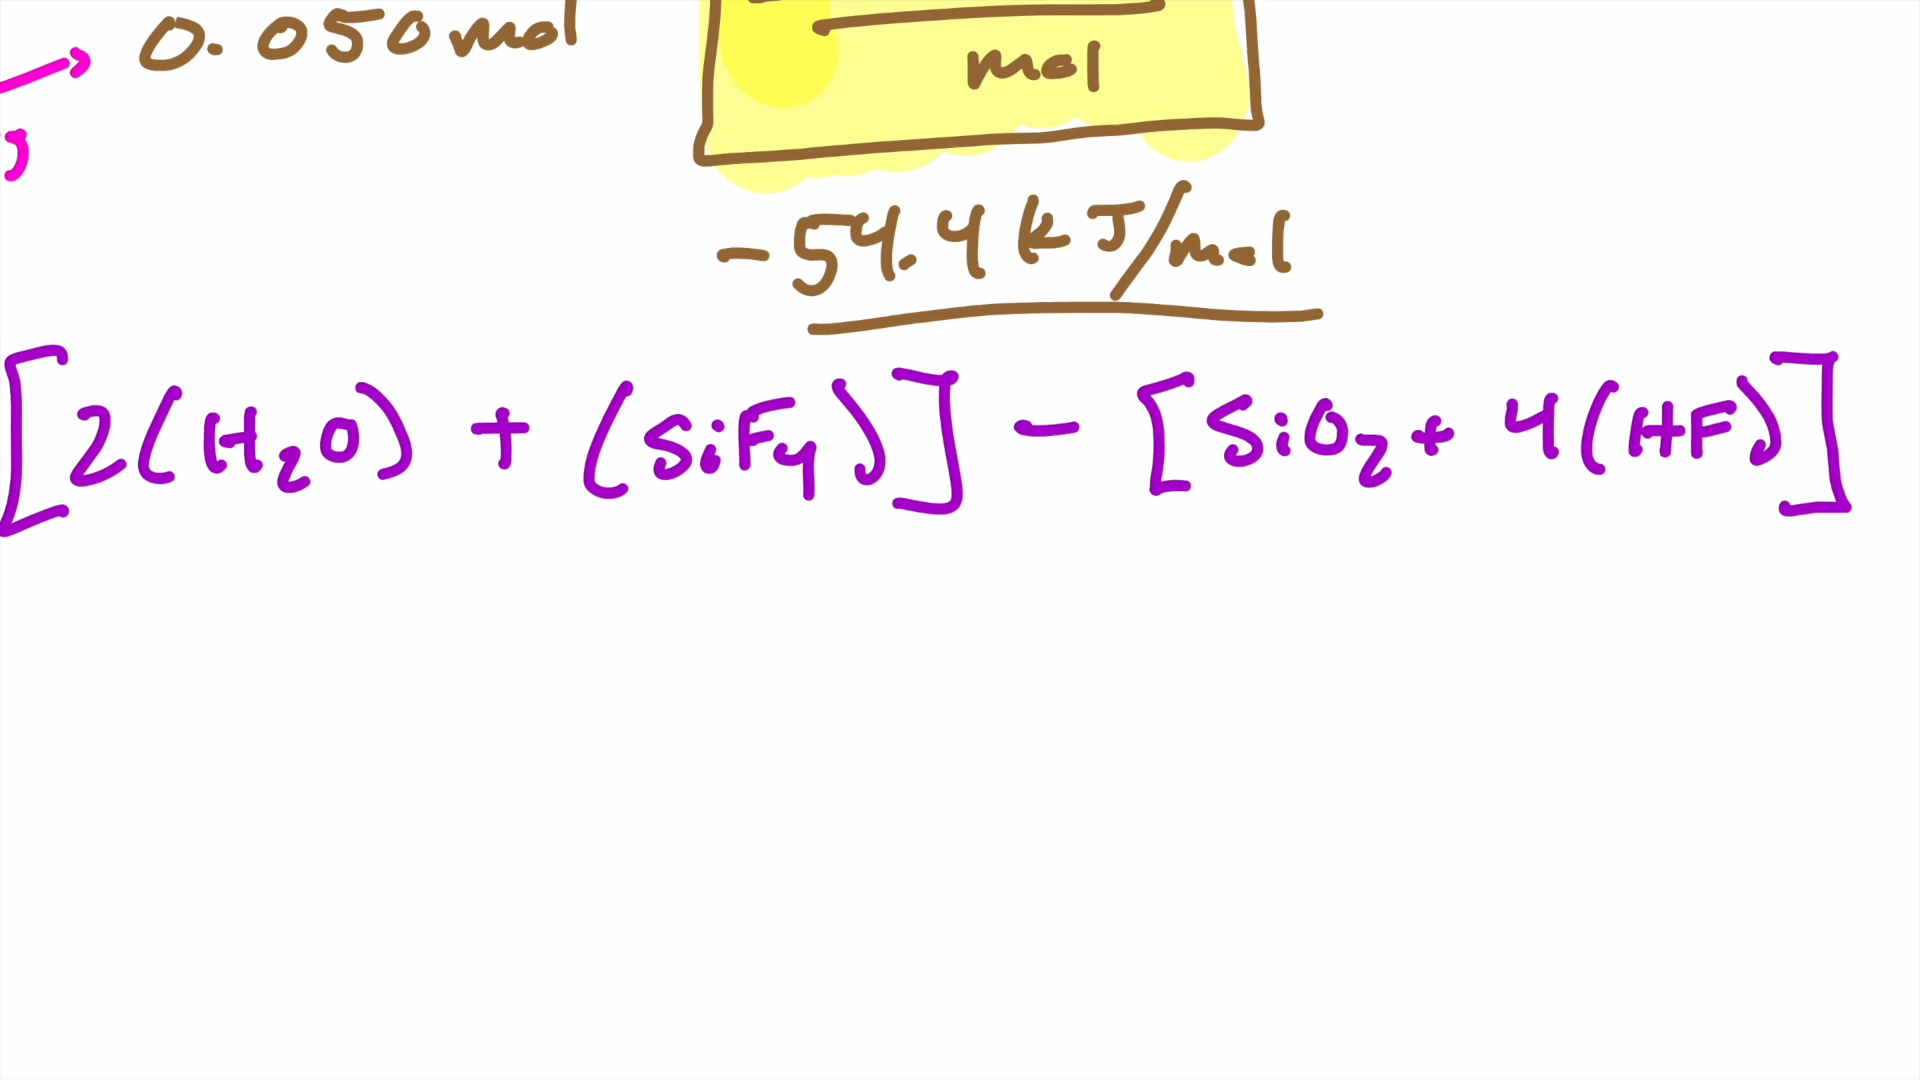 0.050 mol
mol
-54.4 kJ/mol
[2(H₂O) + (SiF₄)] - [SiO₂ + 4(HF)]